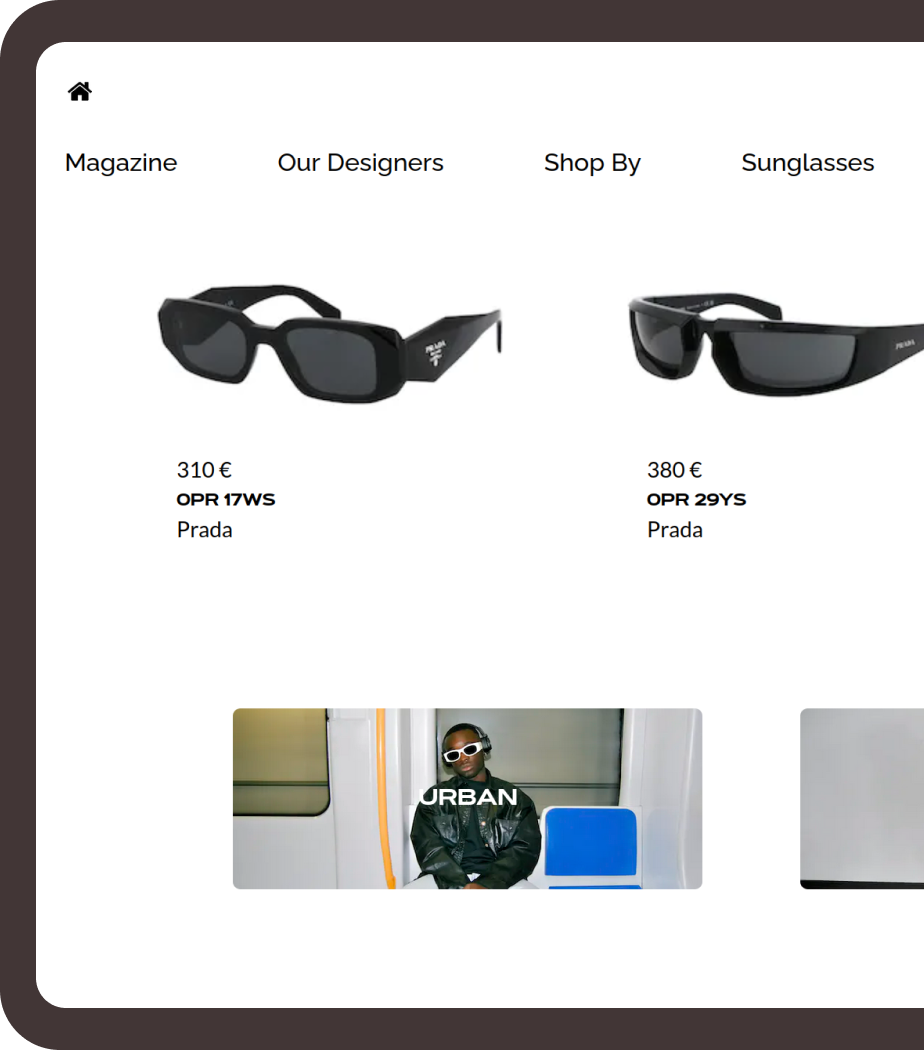 Magazine Our Designers Shop By Sunglasses
PRADA
PRADA
310 €
OPR 17WS
Prada
380 €
OPR 29YS
Prada
URBAN